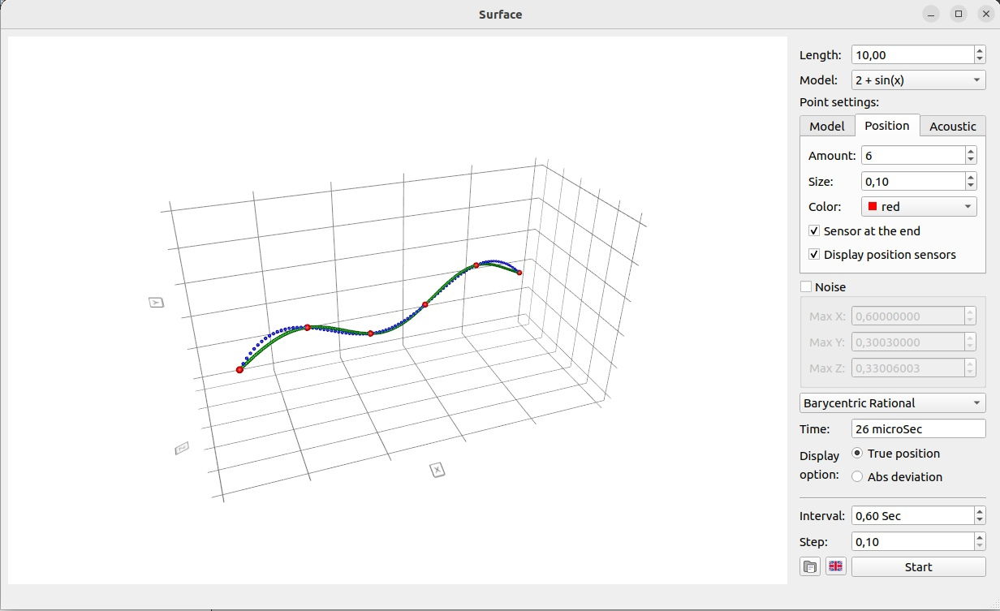 Surface
Length: 10,00
Model: 2 + sin(x)
Point settings:
Model Position Acoustic
Amount: 6
Size: 0,10
Color: red
Sensor at the end
Display position sensors
Noise
Max X: 0,60000000
Max Y: 0,30030000
Max Z: 0,33006003
Barycentric Rational
Time: 26 microSec
Display option:
True position
Abs deviation
Interval: 0,60 Sec
Step: 0,10
Start
Y
Z
X